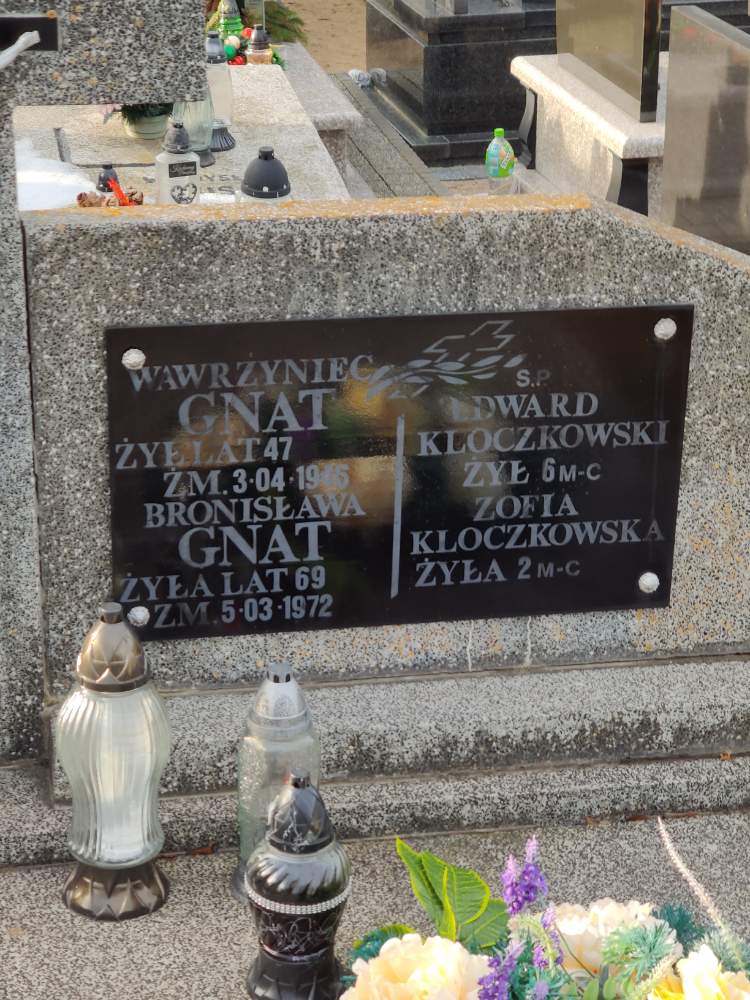 WAWRZYNIEC
GNAT
ŻYŁ LAT 47
ZM. 3·04·1946
BRONISŁAWA
GNAT
ŻYŁA LAT 69
ZM. 5·03·1972
S.P.
EDWARD
KLOCZKOWSKI
ŻYŁ 6 M-C
ZOFIA
KLOCZKOWSKA
ŻYŁA 2 M-C